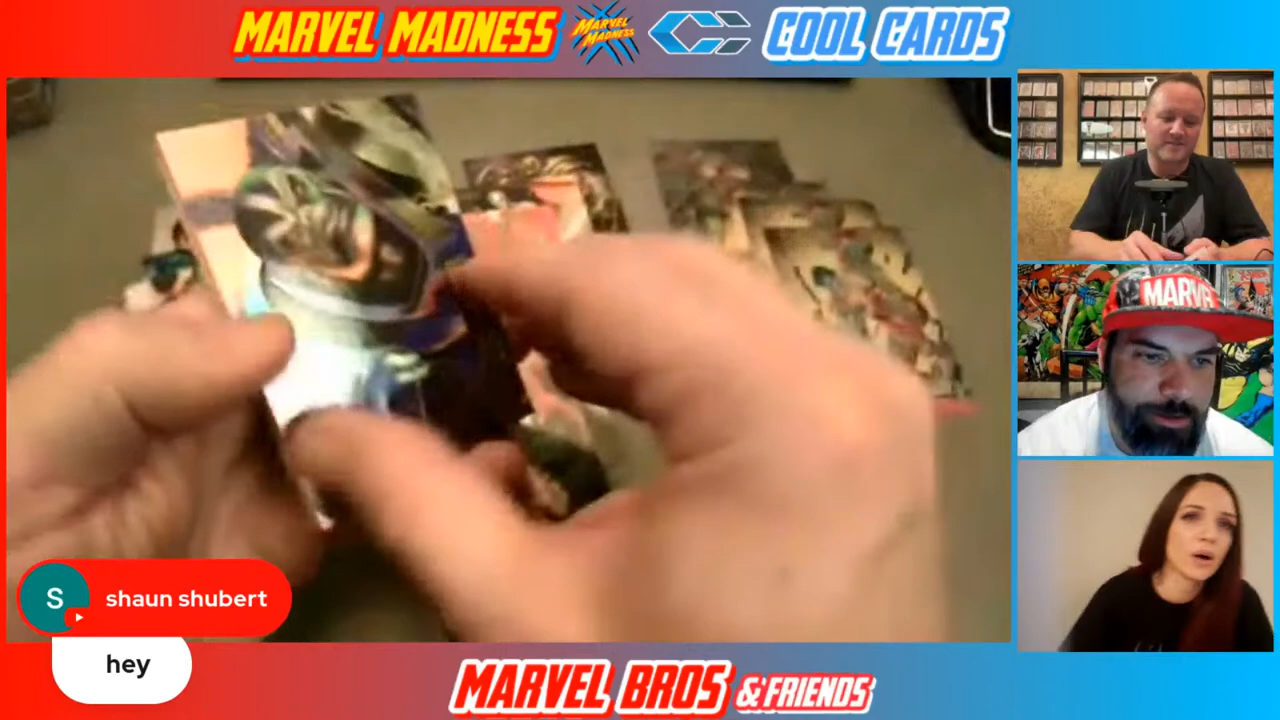 MARVEL MADNESS MARVEL MADNESS COOL CARDS
MARVEL
S shaun shubert
hey
MARVEL BROS & FRIENDS